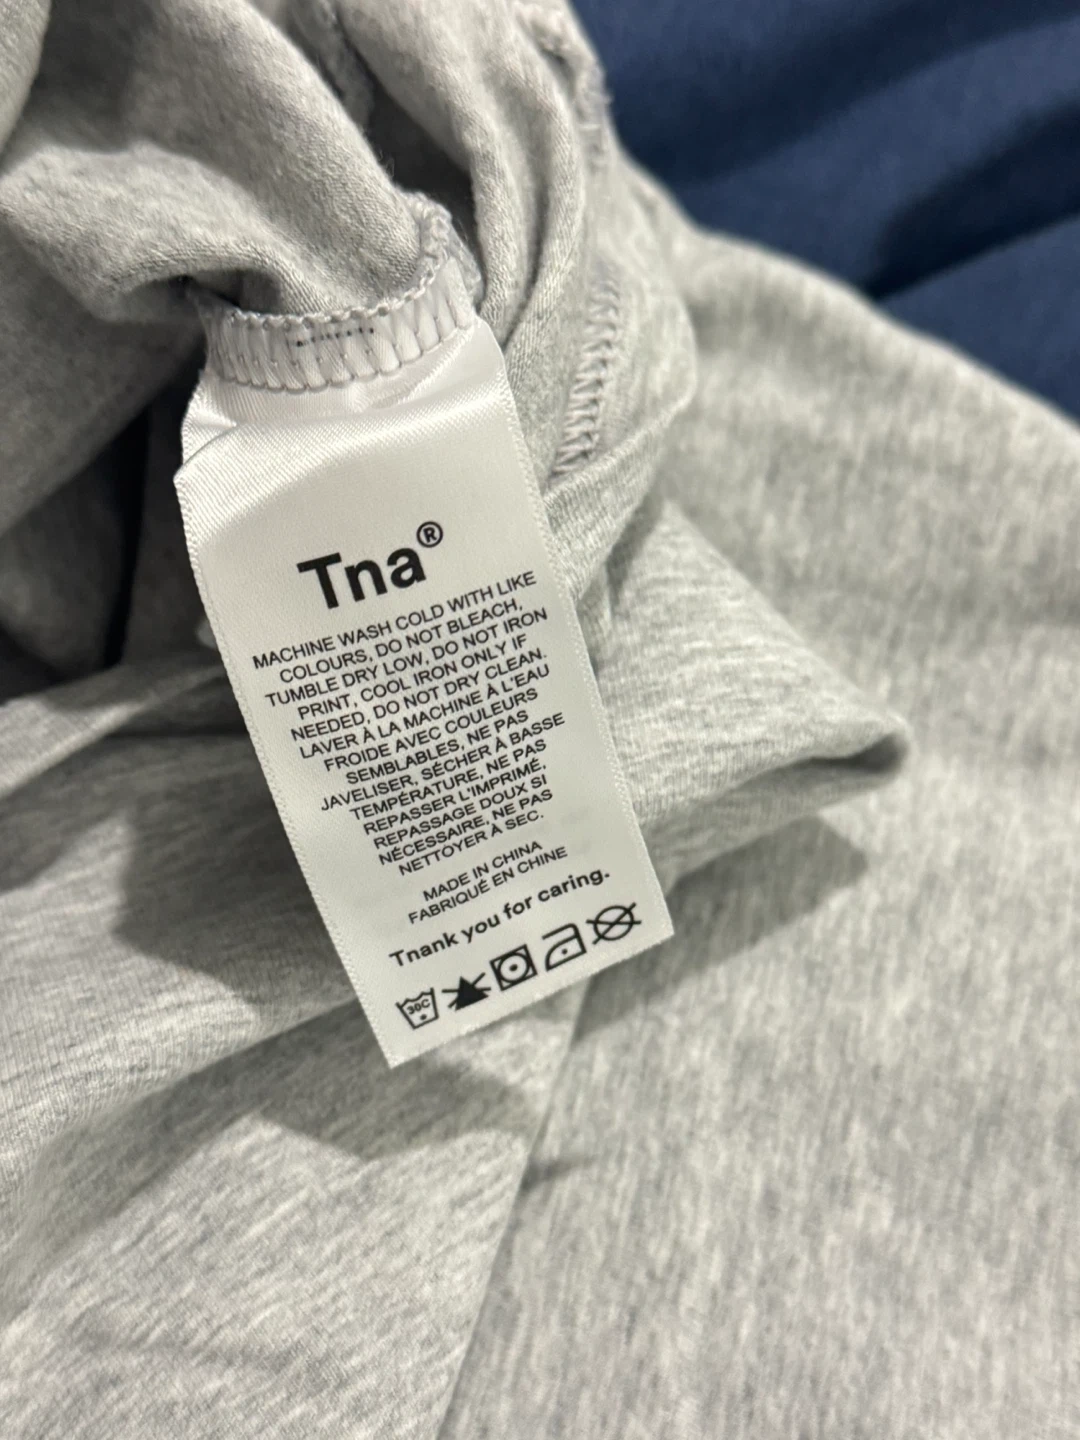 Tna®
MACHINE WASH COLD WITH LIKE
COLOURS, DO NOT BLEACH,
TUMBLE DRY LOW, DO NOT IRON
PRINT, COOL IRON ONLY IF
NEEDED, DO NOT DRY CLEAN.
LAVER À LA MACHINE À L'EAU
FROIDE AVEC COULEURS
SEMBLABLES, NE PAS
JAVELISER, SÉCHER À BASSE
TEMPÉRATURE, NE PAS
REPASSER L'IMPRIMÉ,
REPASSAGE DOUX SI
NÉCESSAIRE, NE PAS
NETTOYER À SEC.
MADE IN CHINA
FABRIQUÉ EN CHINE
Tnank you for caring.
30C